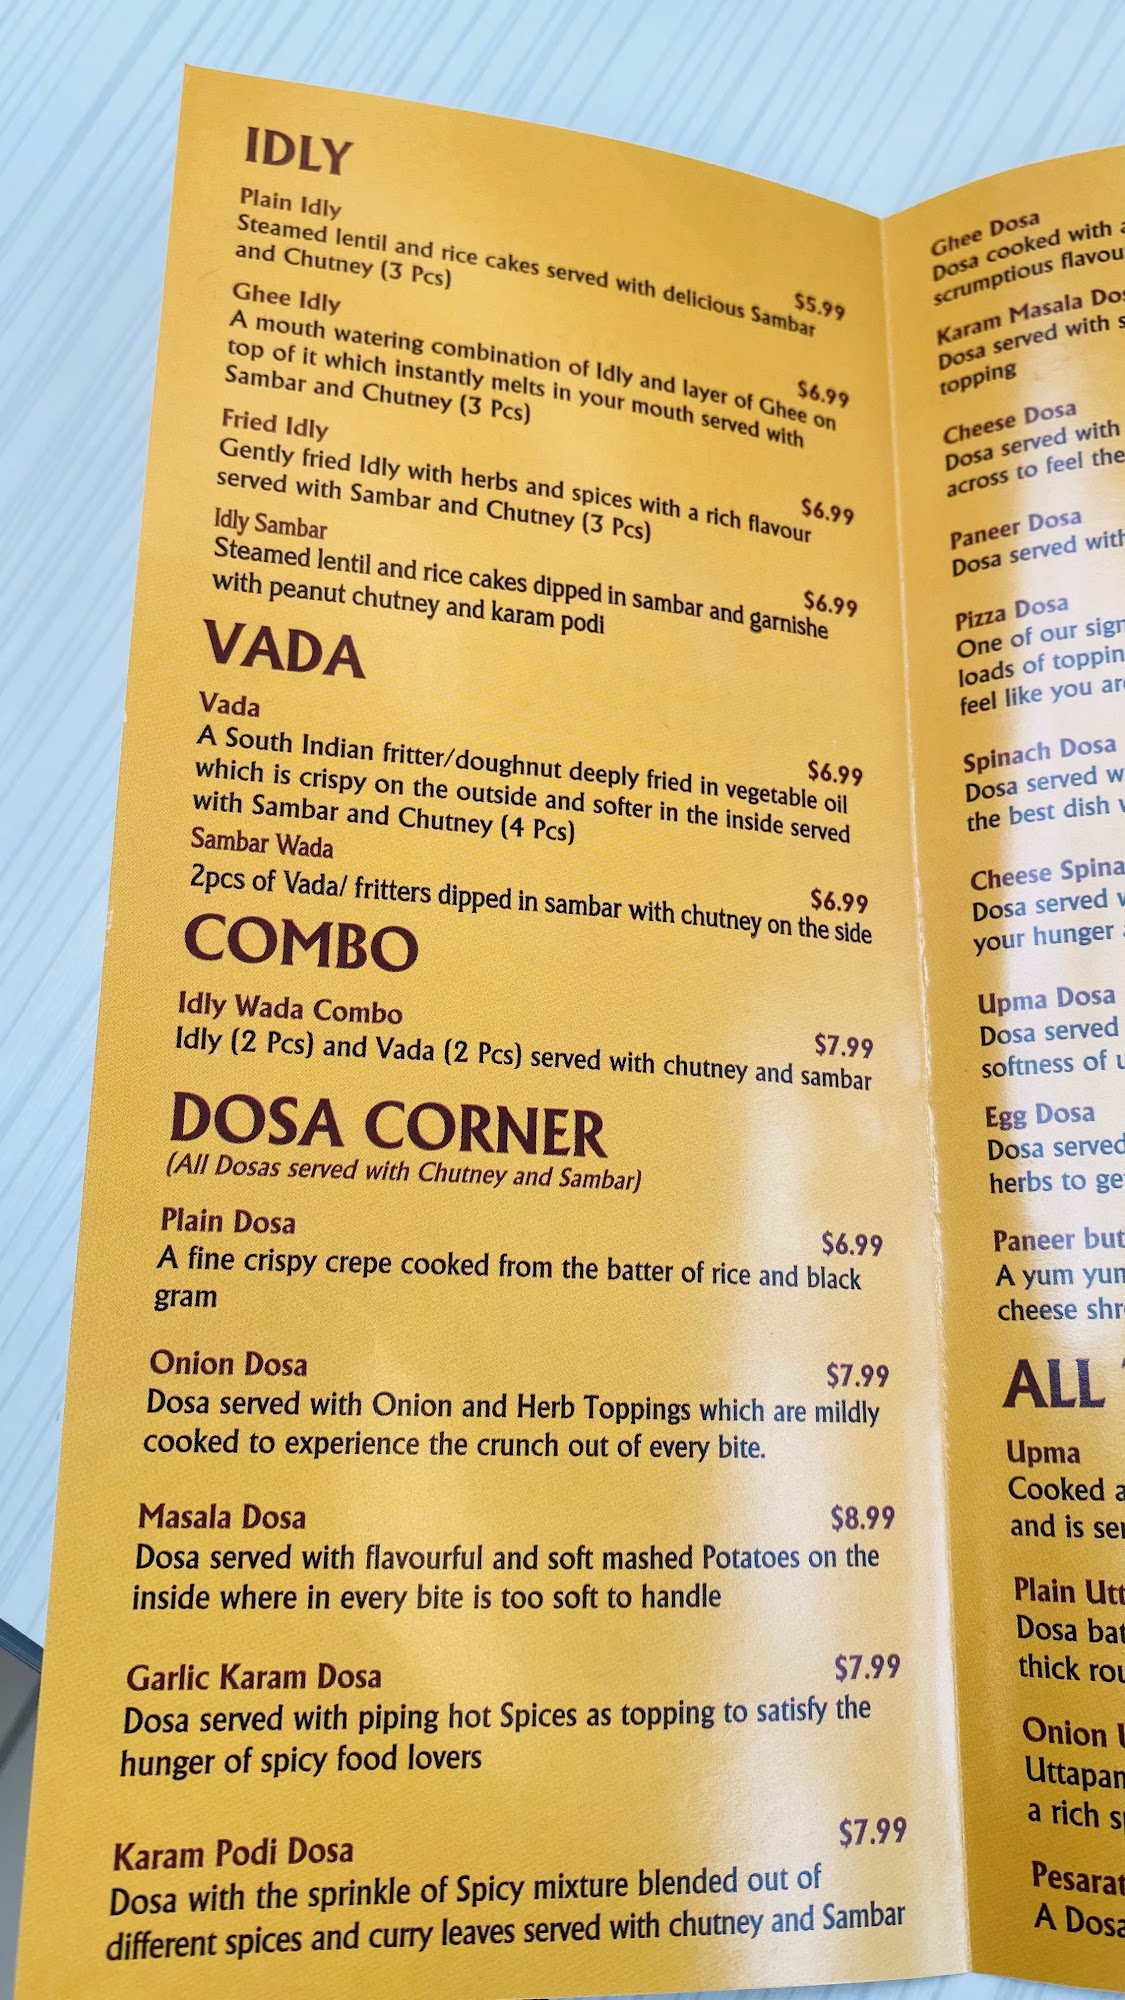 IDLY
Plain Idly
$5.99
Steamed lentil and rice cakes served with delicious Sambar
and Chutney (3 Pcs)
Ghee Idly
$6.99
A mouth watering combination of Idly and layer of Ghee on
top of it which instantly melts in your mouth served with
Sambar and Chutney (3 Pcs)
Fried Idly
$6.99
Gently fried Idly with herbs and spices with a rich flavour
served with Sambar and Chutney (3 Pcs)
Idly Sambar
$6.99
Steamed lentil and rice cakes dipped in sambar and garnishe
with peanut chutney and karam podi
VADA
Vada
$6.99
A South Indian fritter/doughnut deeply fried in vegetable oil
which is crispy on the outside and softer in the inside served
with Sambar and Chutney (4 Pcs)
Sambar Wada
$6.99
2pcs of Vada/ fritters dipped in sambar with chutney on the side
COMBO
Idly Wada Combo
$7.99
Idly (2 Pcs) and Vada (2 Pcs) served with chutney and sambar
DOSA CORNER
(All Dosas served with Chutney and Sambar)
Plain Dosa
$6.99
A fine crispy crepe cooked from the batter of rice and black
gram
Onion Dosa
$7.99
Dosa served with Onion and Herb Toppings which are mildly
cooked to experience the crunch out of every bite.
Masala Dosa
$8.99
Dosa served with flavourful and soft mashed Potatoes on the
inside where in every bite is too soft to handle
Garlic Karam Dosa
$7.99
Dosa served with piping hot Spices as topping to satisfy the
hunger of spicy food lovers
Karam Podi Dosa
$7.99
Dosa with the sprinkle of Spicy mixture blended out of
different spices and curry leaves served with chutney and Sambar
Ghee Dosa
Dosa cooked with
scrumptious
Karam Masala
Dosa served with
topping
Cheese Dosa
Dosa served with
across to feel the
Paneer Dosa
Dosa served with
Pizza Dosa
One of our
loads of
feel like you
Spinach Dosa
Dosa served
the best dish
Cheese
Dosa served
your hunger
Upma Dosa
Dosa served
softness of
Egg Dosa
Dosa served
herbs to
Paneer
A yum
cheese
ALL
Upma
Cooked
and is
Plain
Dosa
thick
Onion
a rich
A